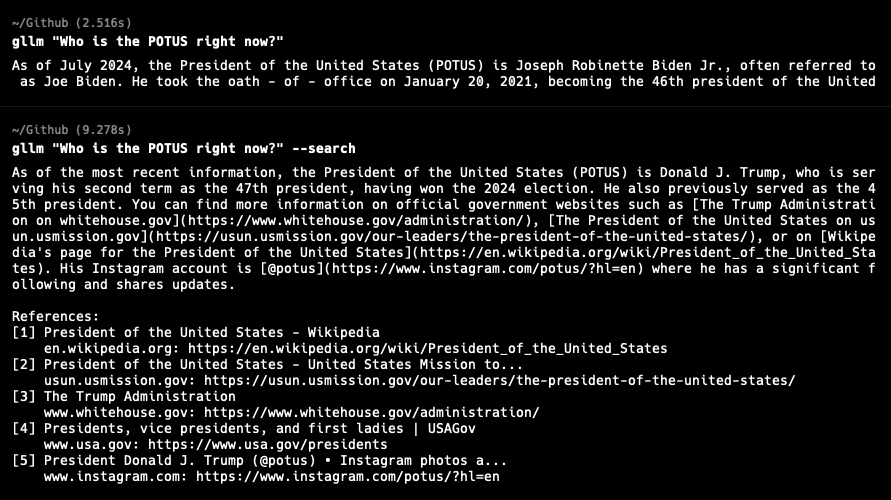 ~/Github (2.516s)
gllm "Who is the POTUS right now?"
As of July 2024, the President of the United States (POTUS) is Joseph Robinette Biden Jr., often referred to
as Joe Biden. He took the oath - of - office on January 20, 2021, becoming the 46th president of the United
~/Github (9.278s)
gllm "Who is the POTUS right now?" --search
As of the most recent information, the President of the United States (POTUS) is Donald J. Trump, who is ser
ving his second term as the 47th president, having won the 2024 election. He also previously served as the 4
5th president. You can find more information on official government websites such as [The Trump Administrati
on on whitehouse.gov](https://www.whitehouse.gov/administration/), [The President of the United States on us
un.usmission.gov](https://usun.usmission.gov/our-leaders/the-president-of-the-united-states/), or on [Wikipe
dia's page for the President of the United States](https://en.wikipedia.org/wiki/President_of_the_United_Sta
tes). His Instagram account is [@potus](https://www.instagram.com/potus/?hl=en) where he has a significant f
ollowing and shares updates.
References:
[1] President of the United States - Wikipedia
en.wikipedia.org: https://en.wikipedia.org/wiki/President_of_the_United_States
[2] President of the United States - United States Mission to...
usun.usmission.gov: https://usun.usmission.gov/our-leaders/the-president-of-the-united-states/
[3] The Trump Administration
www.whitehouse.gov: https://www.whitehouse.gov/administration/
[4] Presidents, vice presidents, and first ladies | USAGov
www.usa.gov: https://www.usa.gov/presidents
[5] President Donald J. Trump (@potus) • Instagram photos a...
www.instagram.com: https://www.instagram.com/potus/?hl=en